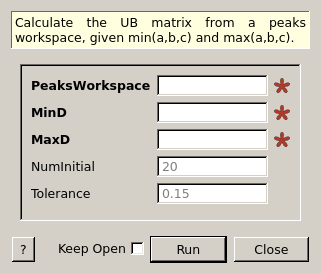 Calculate the UB matrix from a peaks
workspace, given min(a,b,c) and max(a,b,c).
PeaksWorkspace
MinD
MaxD
NumInitial 20
Tolerance 0.15
? Keep Open Run Close